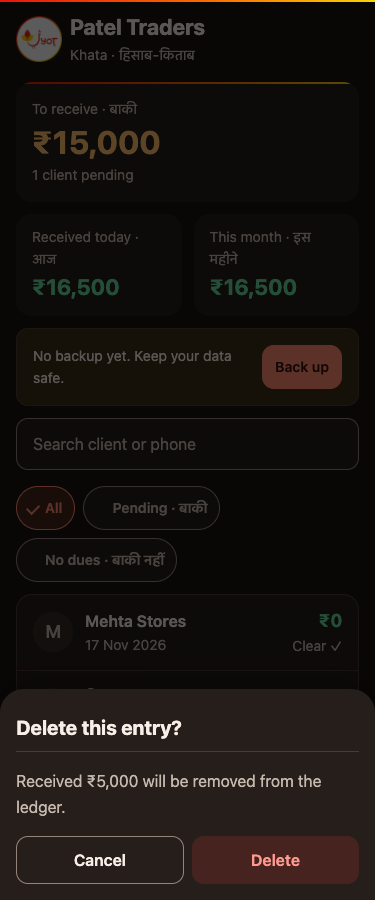 Jyot
Patel Traders
Khata · हिसाब-किताब
To receive · बाकी
₹15,000
1 client pending
Received today ·
आज
₹16,500
This month · इस
महीने
₹16,500
No backup yet. Keep your data
safe.
Back up
Search client or phone
✓ All
Pending · बाकी
No dues · बाकी नहीं
M
Mehta Stores
₹0
17 Nov 2026
Clear ✓
Delete this entry?
Received ₹5,000 will be removed from the
ledger.
Cancel
Delete